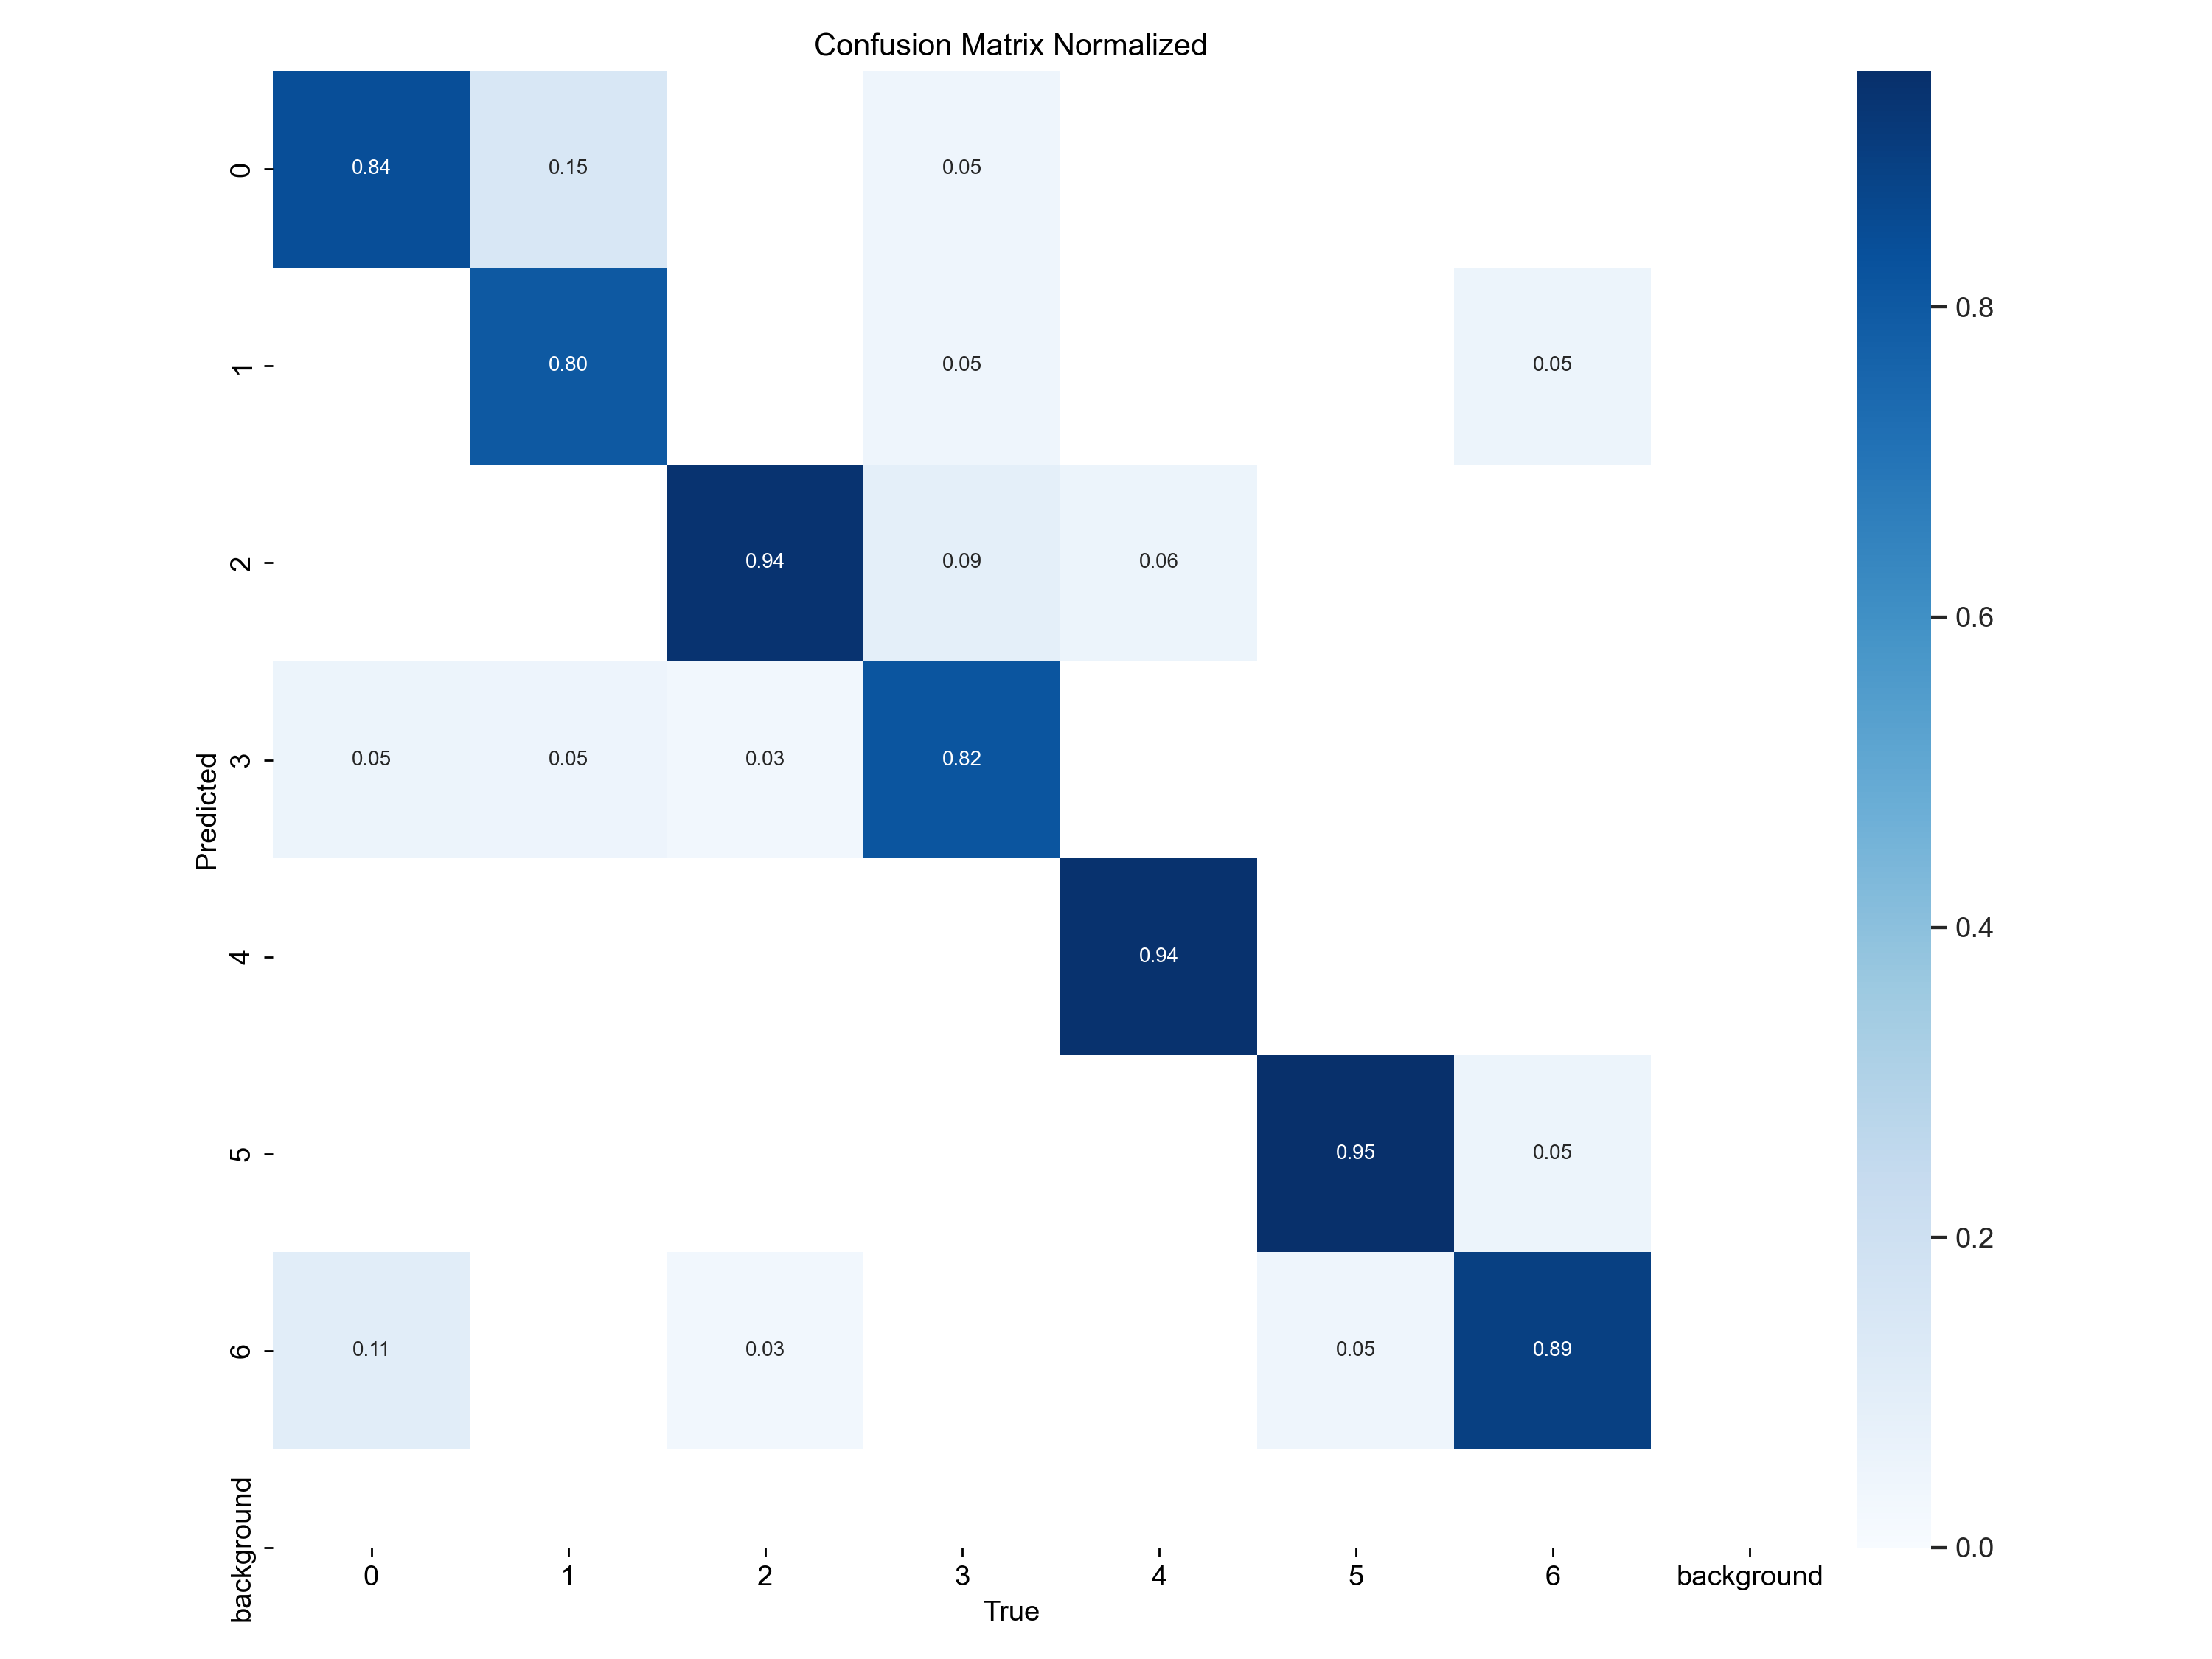 Confusion Matrix Normalized
0 0.84 0.15 0.05
1 0.80 0.05 0.05
2 0.94 0.09 0.06
3 0.05 0.05 0.03 0.82
4 0.94
5 0.95 0.05
6 0.11 0.03 0.05 0.89
background
Predicted
0 1 2 3 4 5 6 background
True
0.8
0.6
0.4
0.2
0.0